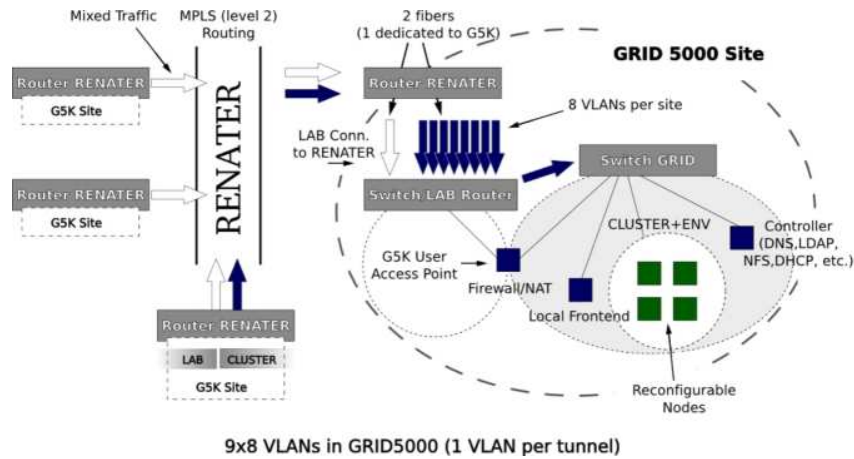 Mixed Traffic
MPLS (level 2)
Routing
2 fibers
(1 dedicated to G5K)
GRID 5000 Site
Router RENATER
G5K Site
RENATER
Router RENATER
8 VLANs per site
LAB Conn.
to RENATER
Switch GRID
Router RENATER
G5K Site
Switch LAB Router
CLUSTER+ENV
Controller
(DNS,LDAP,
NFS,DHCP, etc.)
G5K User
Access Point
Firewall/NAT
Local Frontend
Router RENATER
LAB
CLUSTER
G5K Site
Reconfigurable
Nodes
9x8 VLANs in GRID5000 (1 VLAN per tunnel)